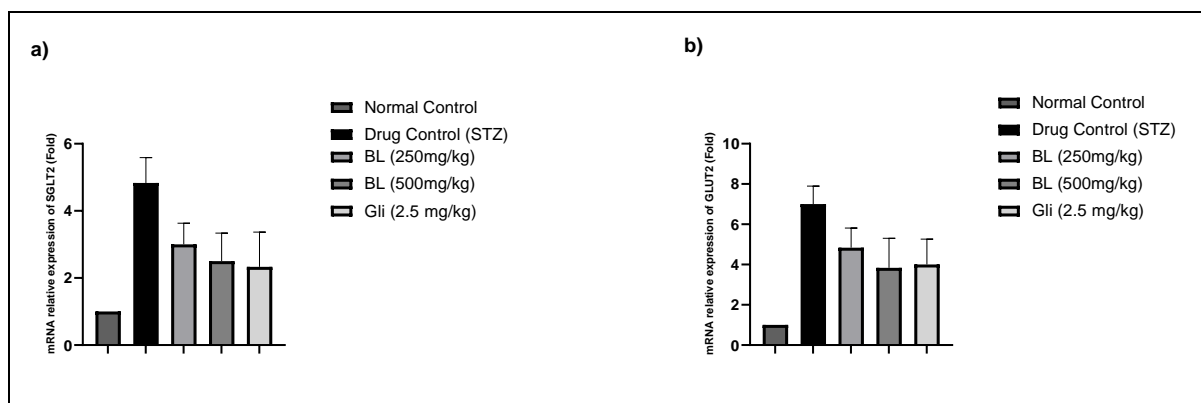 a)
mRNA relative expression of SGLT2 (Fold)
6
4
2
0
Normal Control
Drug Control (STZ)
BL (250mg/kg)
BL (500mg/kg)
Gli (2.5 mg/kg)
b)
mRNA relative expression of GLUT2 (Fold)
10
8
6
4
2
0
Normal Control
Drug Control (STZ)
BL (250mg/kg)
BL (500mg/kg)
Gli (2.5 mg/kg)